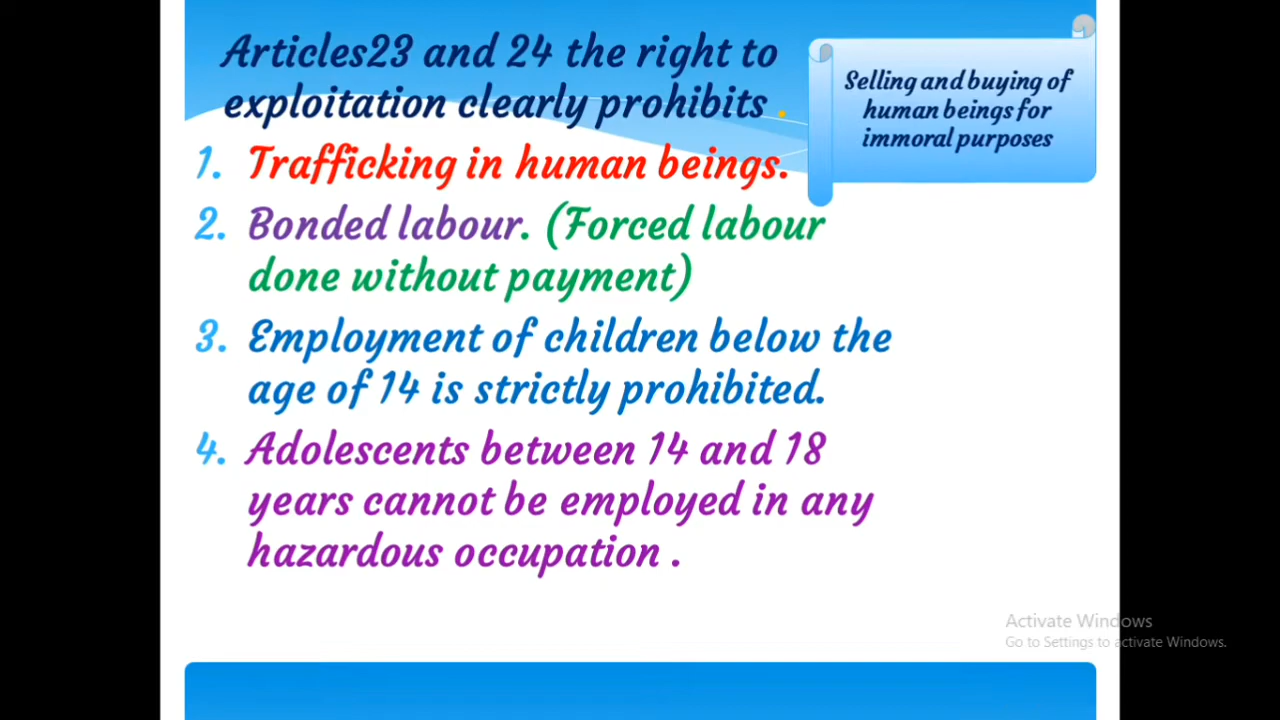 Articles23 and 24 the right to
exploitation clearly prohibits .
Selling and buying of
human beings for
immoral purposes
1. Trafficking in human beings.
2. Bonded labour. (Forced labour
done without payment)
3. Employment of children below the
age of 14 is strictly prohibited.
4. Adolescents between 14 and 18
years cannot be employed in any
hazardous occupation .
Activate Windows
Go to Settings to activate Windows.